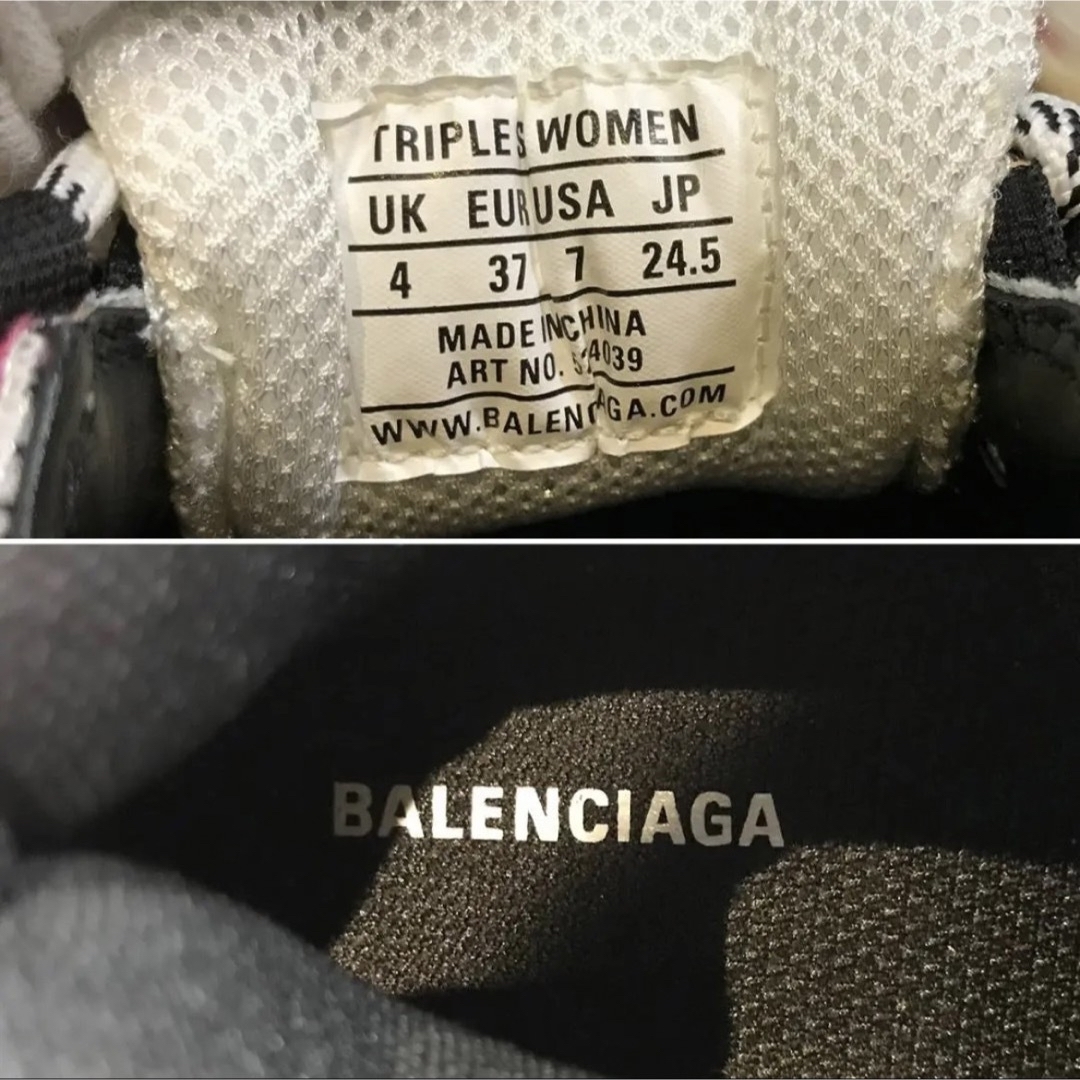 TRIPLES WOMEN
UK EUR USA JP
4 37 7 24.5
MADE IN CHINA
ART NO.
WWW.BALENCIAGA.COM
BALENCIAGA